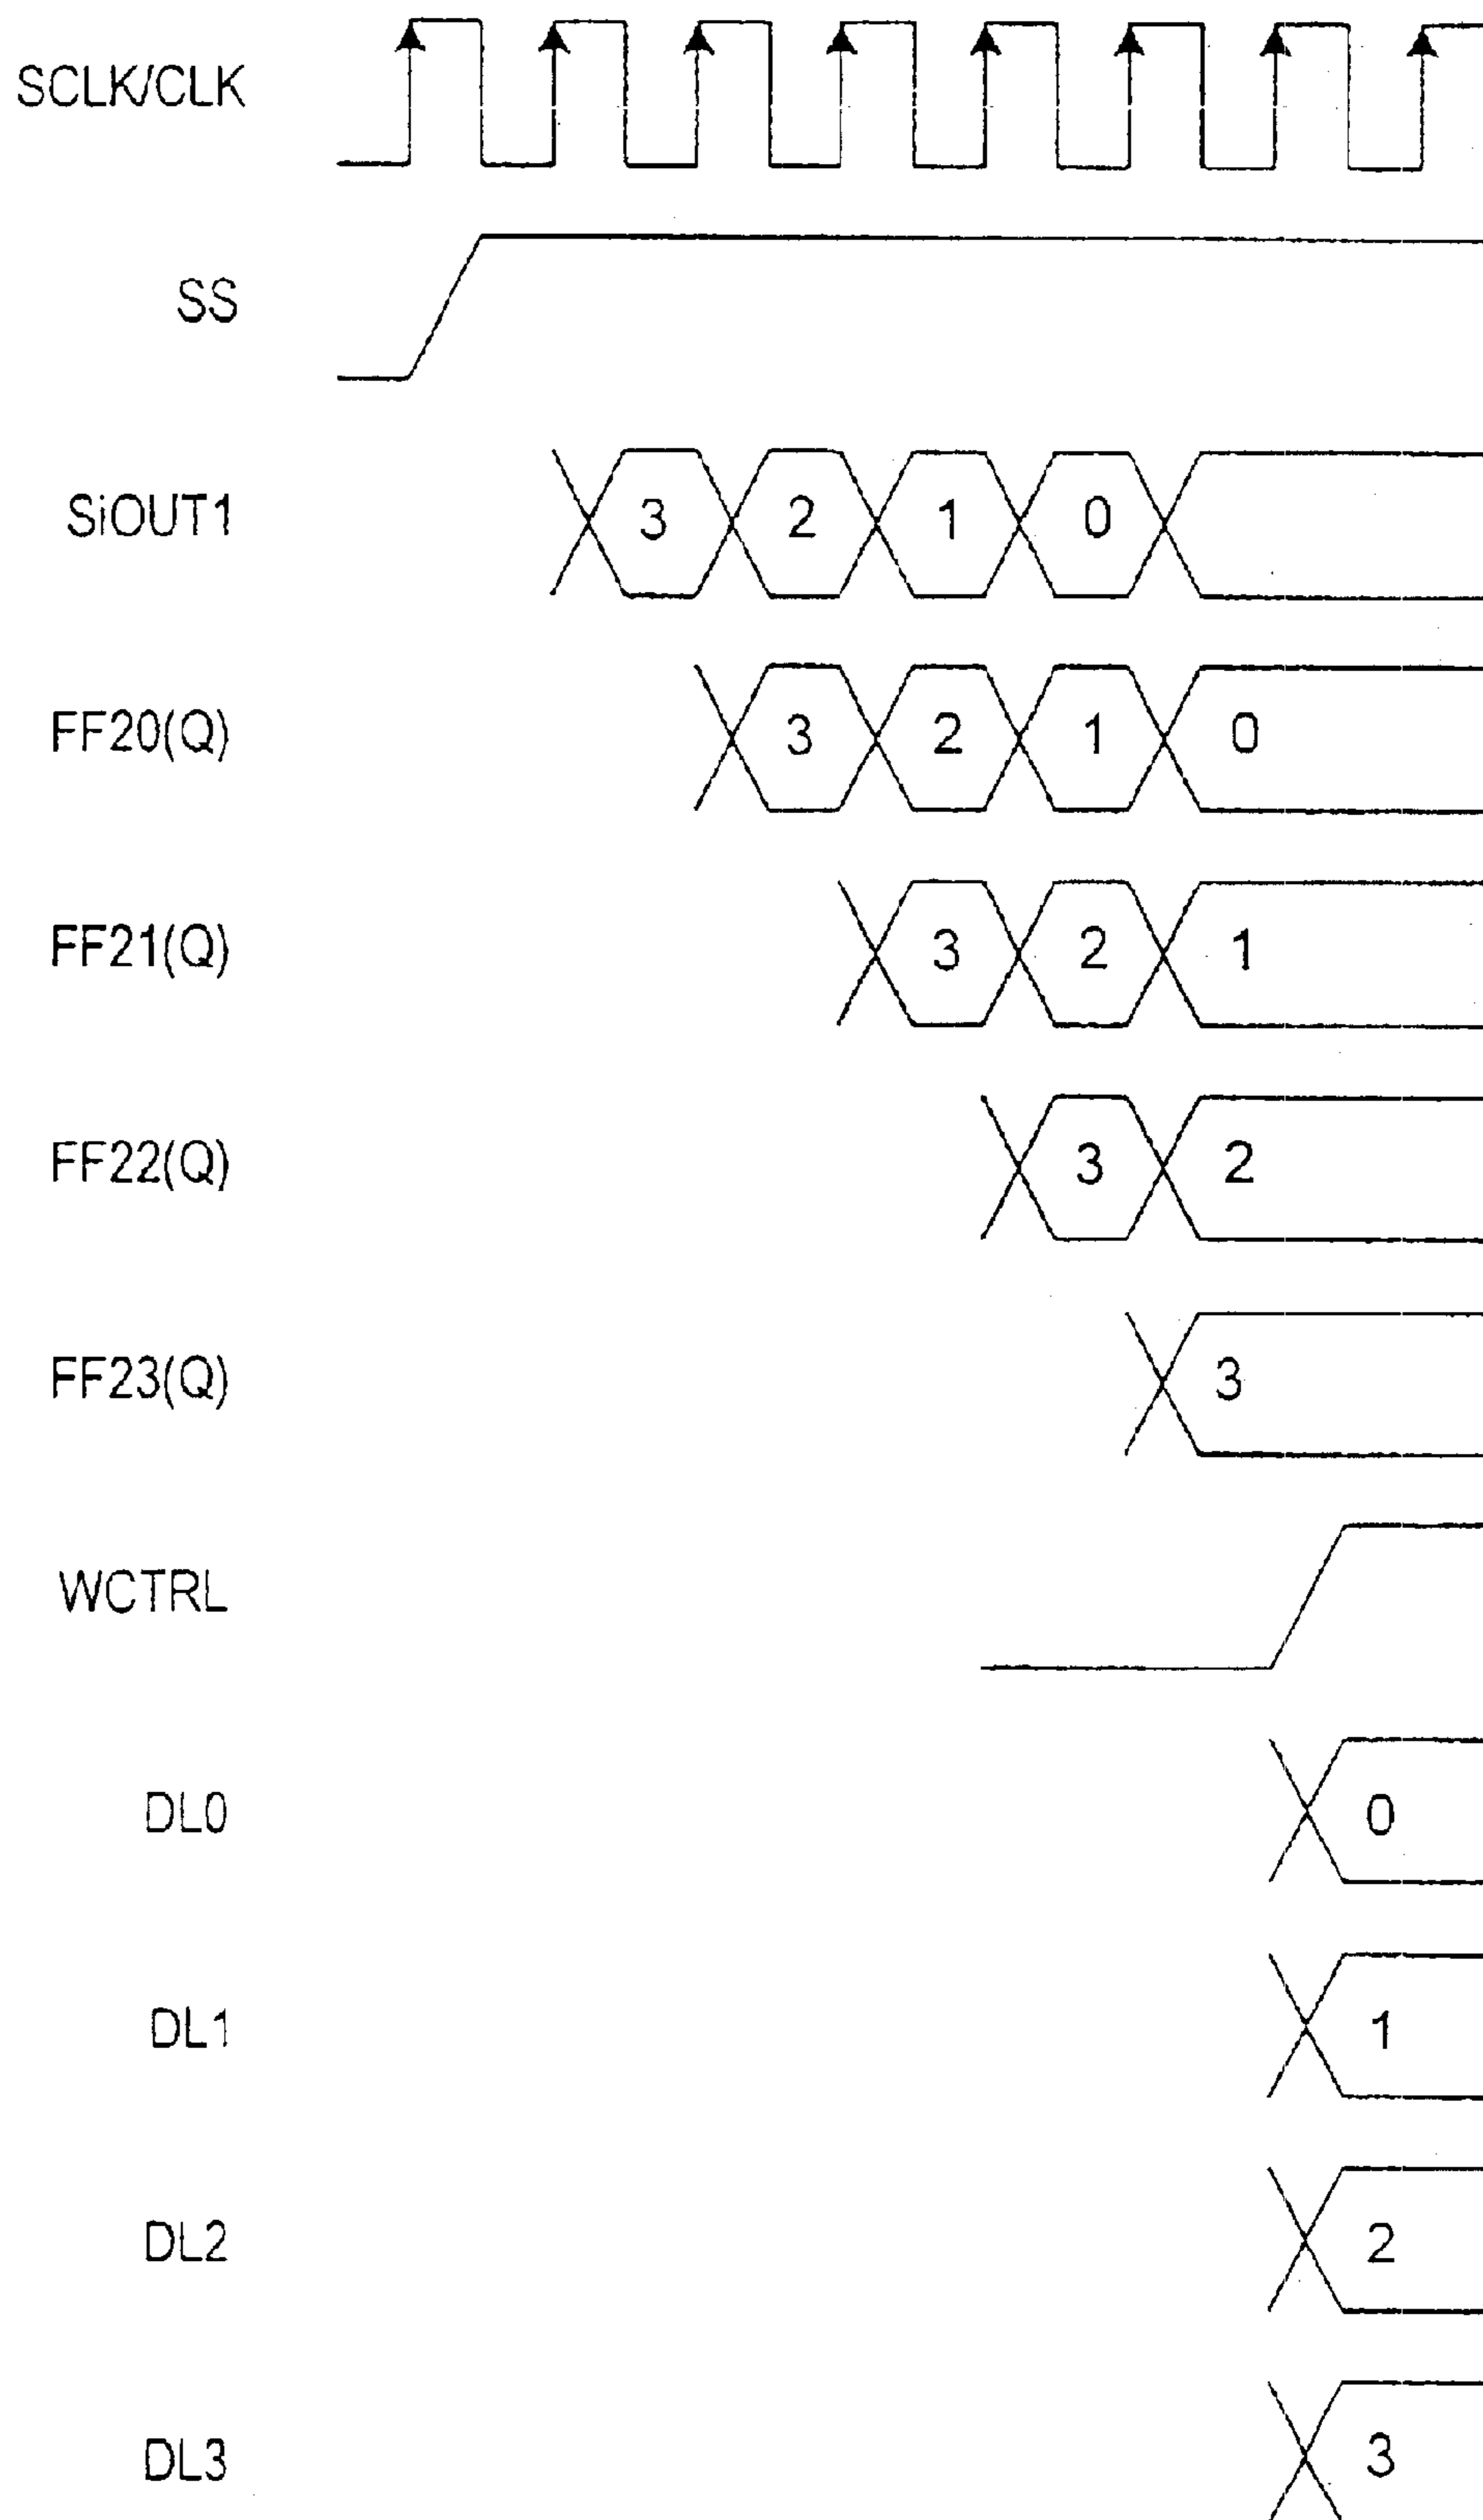 SCLK/CLK
SS
SiOUT1 3 2 1 0
FF20(Q) 3 2 1 0
FF21(Q) 3 2 1
FF22(Q) 3 2
FF23(Q) 3
WCTRL
DL0 0
DL1 1
DL2 2
DL3 3